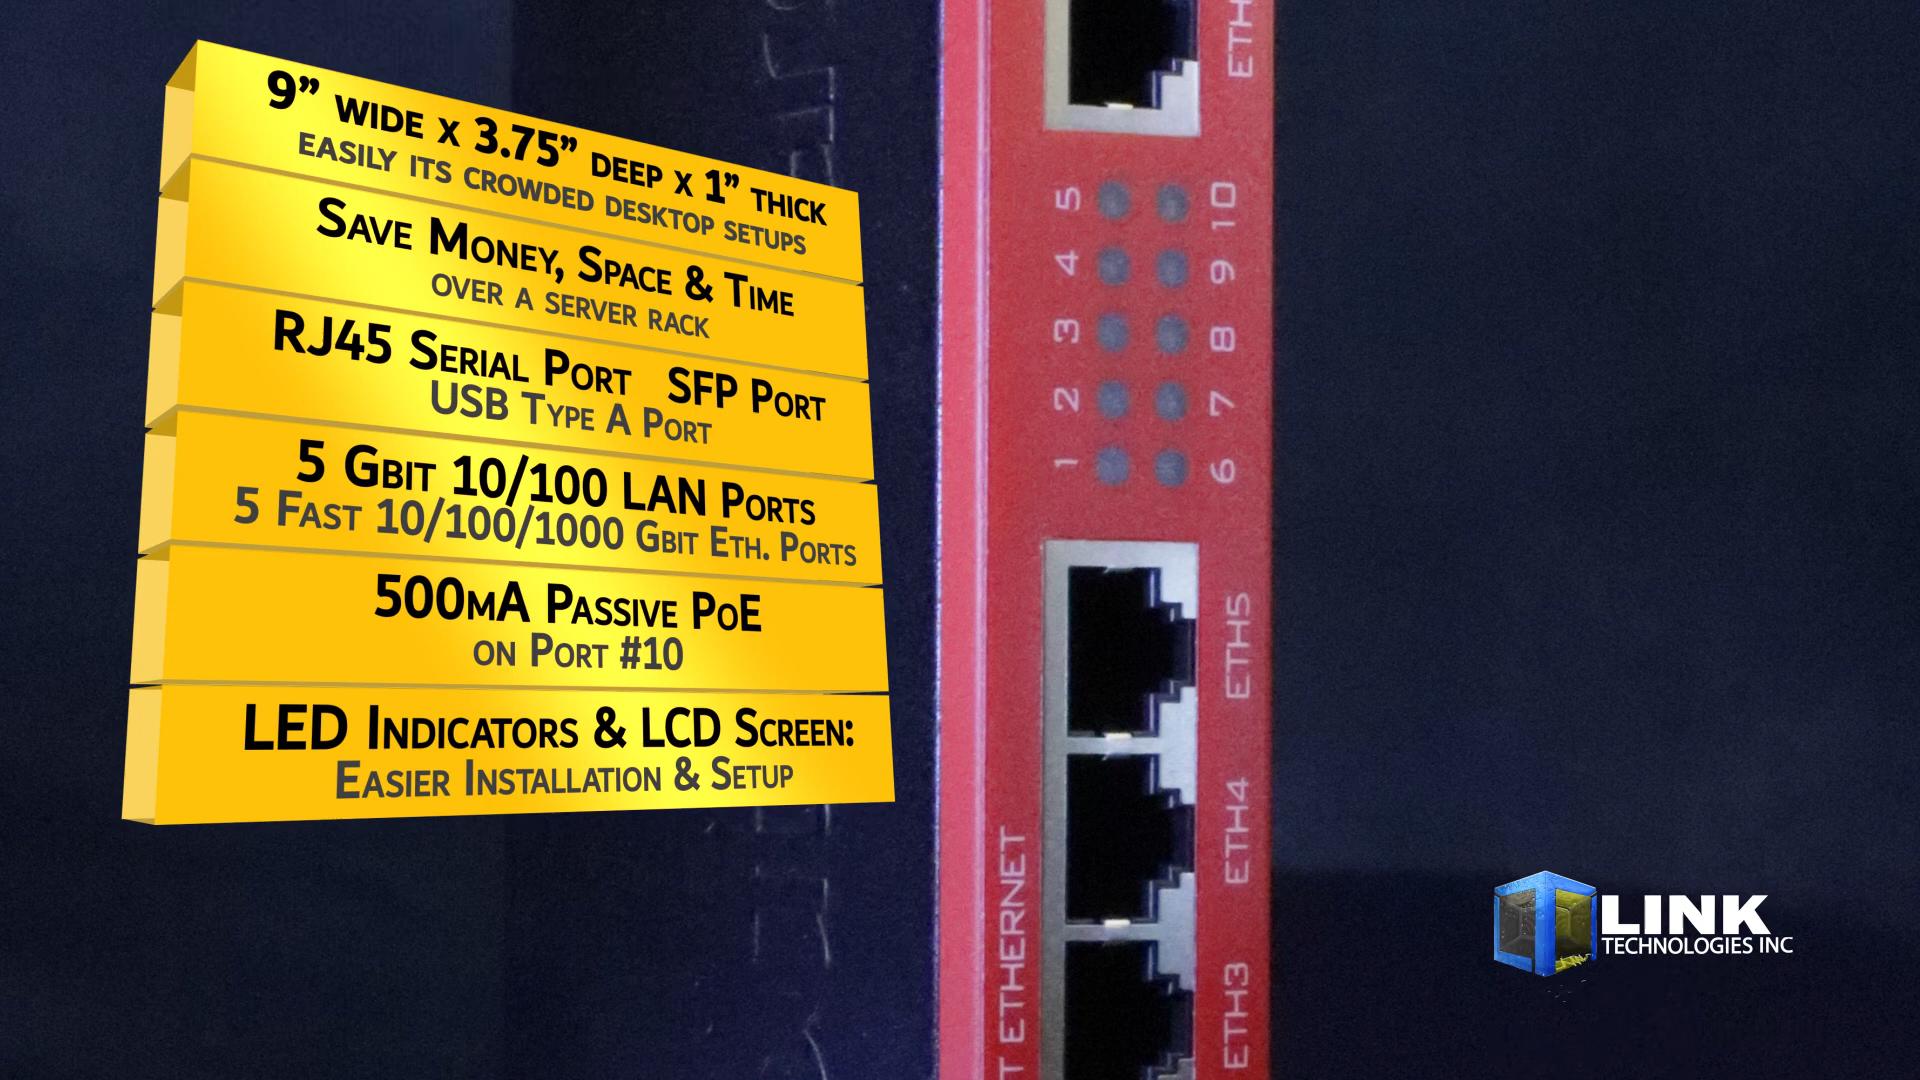 9” WIDE X 3.75” DEEP X 1” THICK
EASILY ITS CROWDED DESKTOP SETUPS
SAVE MONEY, SPACE & TIME
OVER A SERVER RACK
RJ45 SERIAL PORT SFP PORT
USB TYPE A PORT
5 GBIT 10/100 LAN PORTS
5 FAST 10/100/1000 GBIT ETH. PORTS
500MA PASSIVE POE
ON PORT #10
LED INDICATORS & LCD SCREEN:
EASIER INSTALLATION & SETUP
ETH
5 10
4 9
3 8
2 7
1 6
ETH5
ETH4
ETH3
T ETHERNET
LINK
TECHNOLOGIES INC